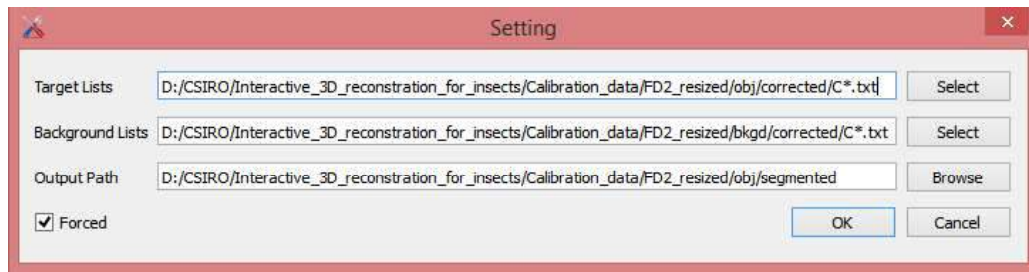 Setting
Target Lists D:/CSIRO/Interactive_3D_reconstration_for_insects/Calibration_data/FD2_resized/obj/corrected/C*.txt Select
Background Lists D:/CSIRO/Interactive_3D_reconstration_for_insects/Calibration_data/FD2_resized/bkgd/corrected/C*.txt Select
Output Path D:/CSIRO/Interactive_3D_reconstration_for_insects/Calibration_data/FD2_resized/obj/segmented Browse
Forced OK Cancel